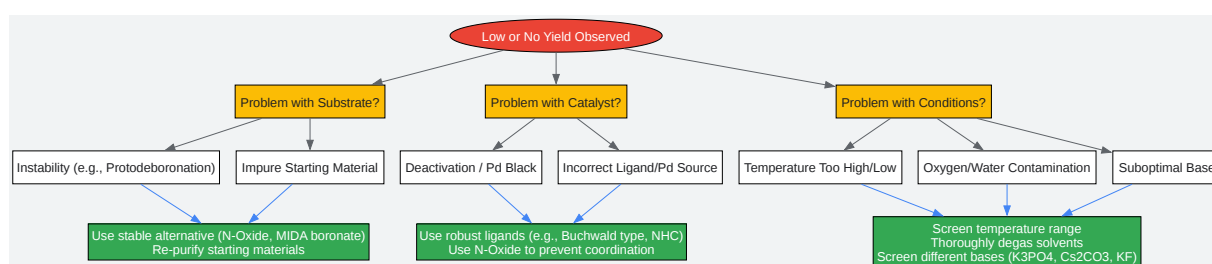 Low or No Yield Observed
Problem with Substrate?
Problem with Catalyst?
Problem with Conditions?
Instability (e.g., Protodeboronation)
Impure Starting Material
Deactivation / Pd Black
Incorrect Ligand/Pd Source
Temperature Too High/Low
Oxygen/Water Contamination
Suboptimal Base
Use stable alternative (N-Oxide, MIDA boronate)
Re-purify starting materials
Use robust ligands (e.g., Buchwald type, NHC)
Use N-Oxide to prevent coordination
Screen temperature range
Thoroughly degas solvents
Screen different bases (K3PO4, Cs2CO3, KF)